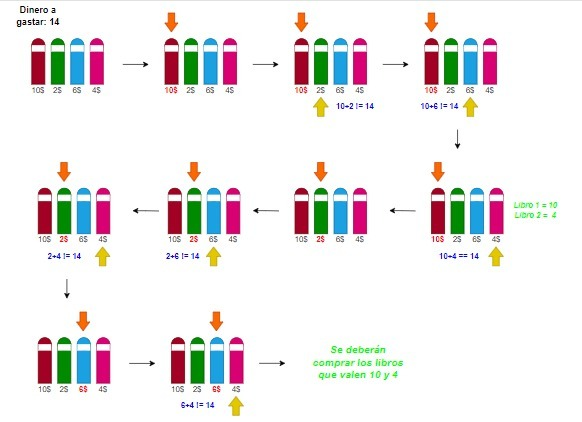 Dinero a
gastar: 14
10$ 2$ 6$ 4$
10$ 2$ 6$ 4$
10$ 2$ 6$ 4$
10+2 != 14
10$ 2$ 6$ 4$
10+6 != 14
10$ 2$ 6$ 4$
2+4 != 14
10$ 2$ 6$ 4$
2+6 != 14
10$ 2$ 6$ 4$
10$ 2$ 6$ 4$
10+4 == 14
Libro 1 = 10
Libro 2 = 4
10$ 2$ 6$ 4$
10$ 2$ 6$ 4$
6+4 != 14
Se deberán
comprar los libros
que valen 10 y 4